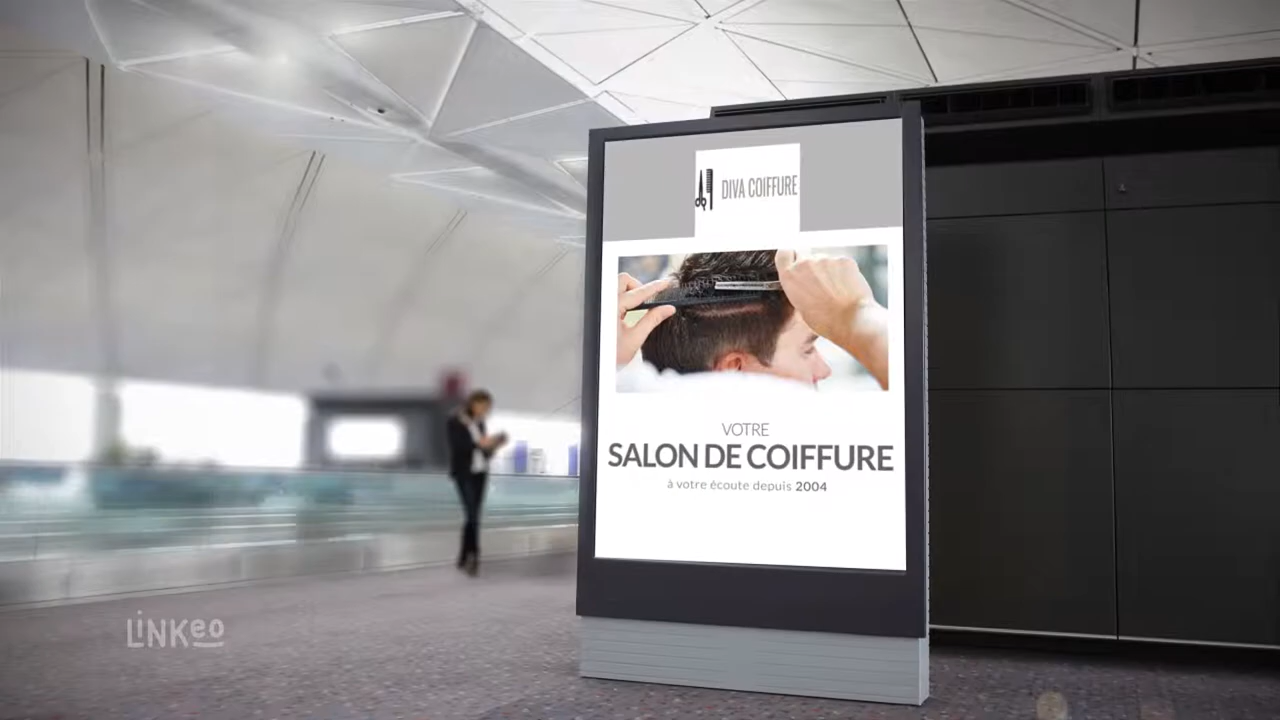 DIVA COIFFURE
VOTRE
SALON DE COIFFURE
à votre écoute depuis 2004
LiNKeo